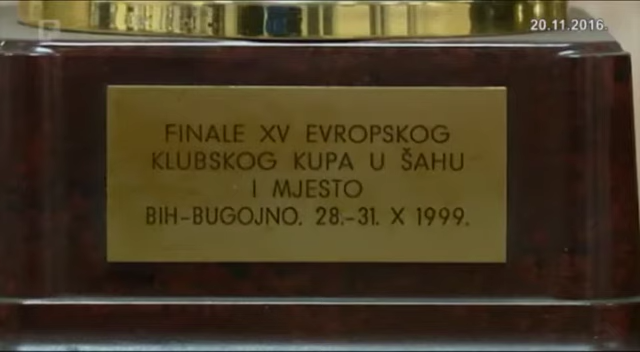 20.11.2016.
FINALE XV EVROPSKOG
KLUBSKOG KUPA U ŠAHU
I MJESTO
BIH-BUGOJNO. 28.-31. X 1999.